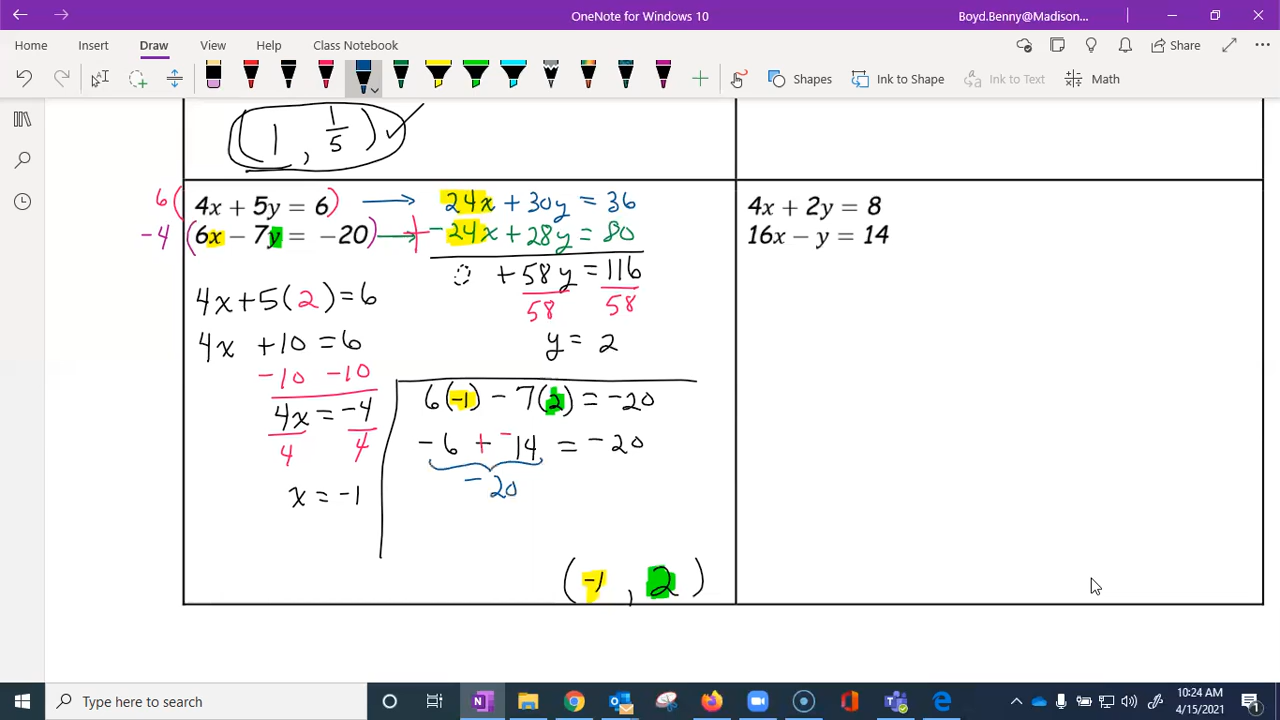 OneNote for Windows 10
Boyd.Benny@Madison...
Home Insert Draw View Help Class Notebook
Share
Shapes Ink to Shape Ink to Text Math
(1, 1/5) ✓
6(4x + 5y = 6) → 24x + 30y = 36
-4(6x − 7y = −20) → + -24x + 28y = 80
0 + 58y = 116
58 58
y = 2
4x + 5(2) = 6
4x + 10 = 6
-10 -10
4x = -4
4 4
x = -1
6(-1) - 7(2) = -20
-6 + -14 = -20
-20
(-1, 2)
4x + 2y = 8
16x − y = 14
Type here to search
10:24 AM
4/15/2021